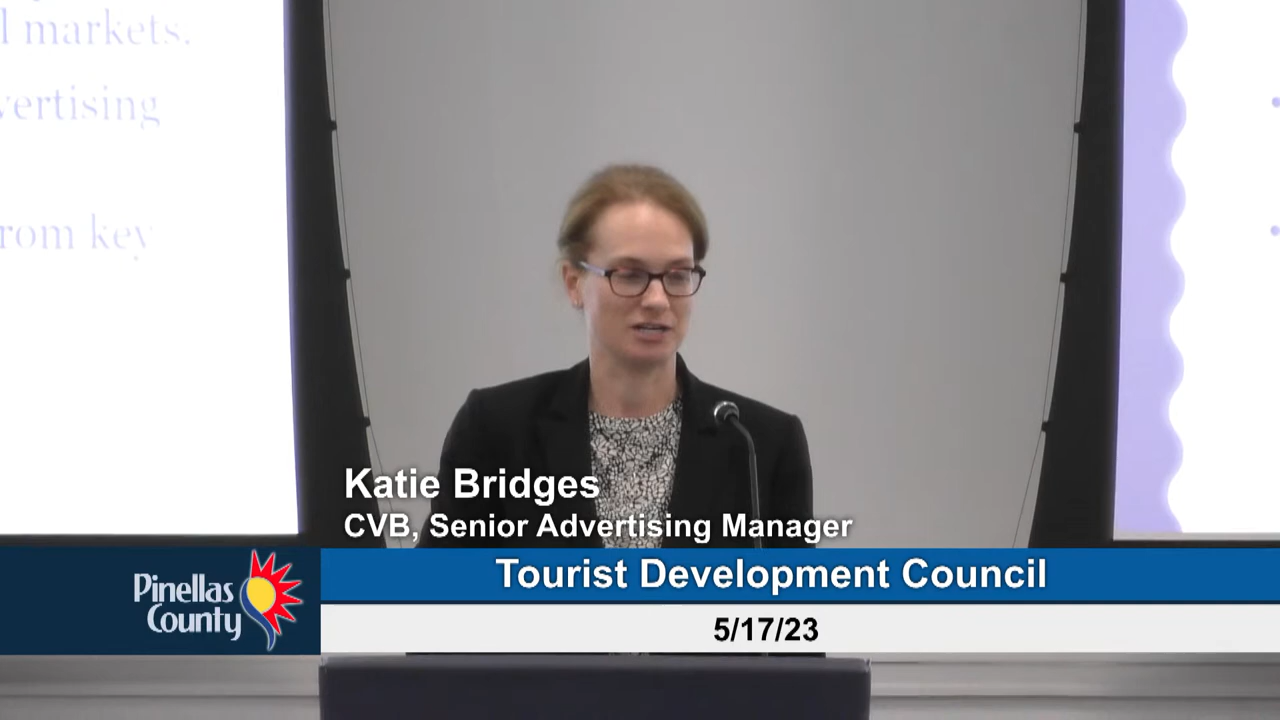 l markets.
vertising
rom key
Katie Bridges
CVB, Senior Advertising Manager
Tourist Development Council
Pinellas
County
5/17/23